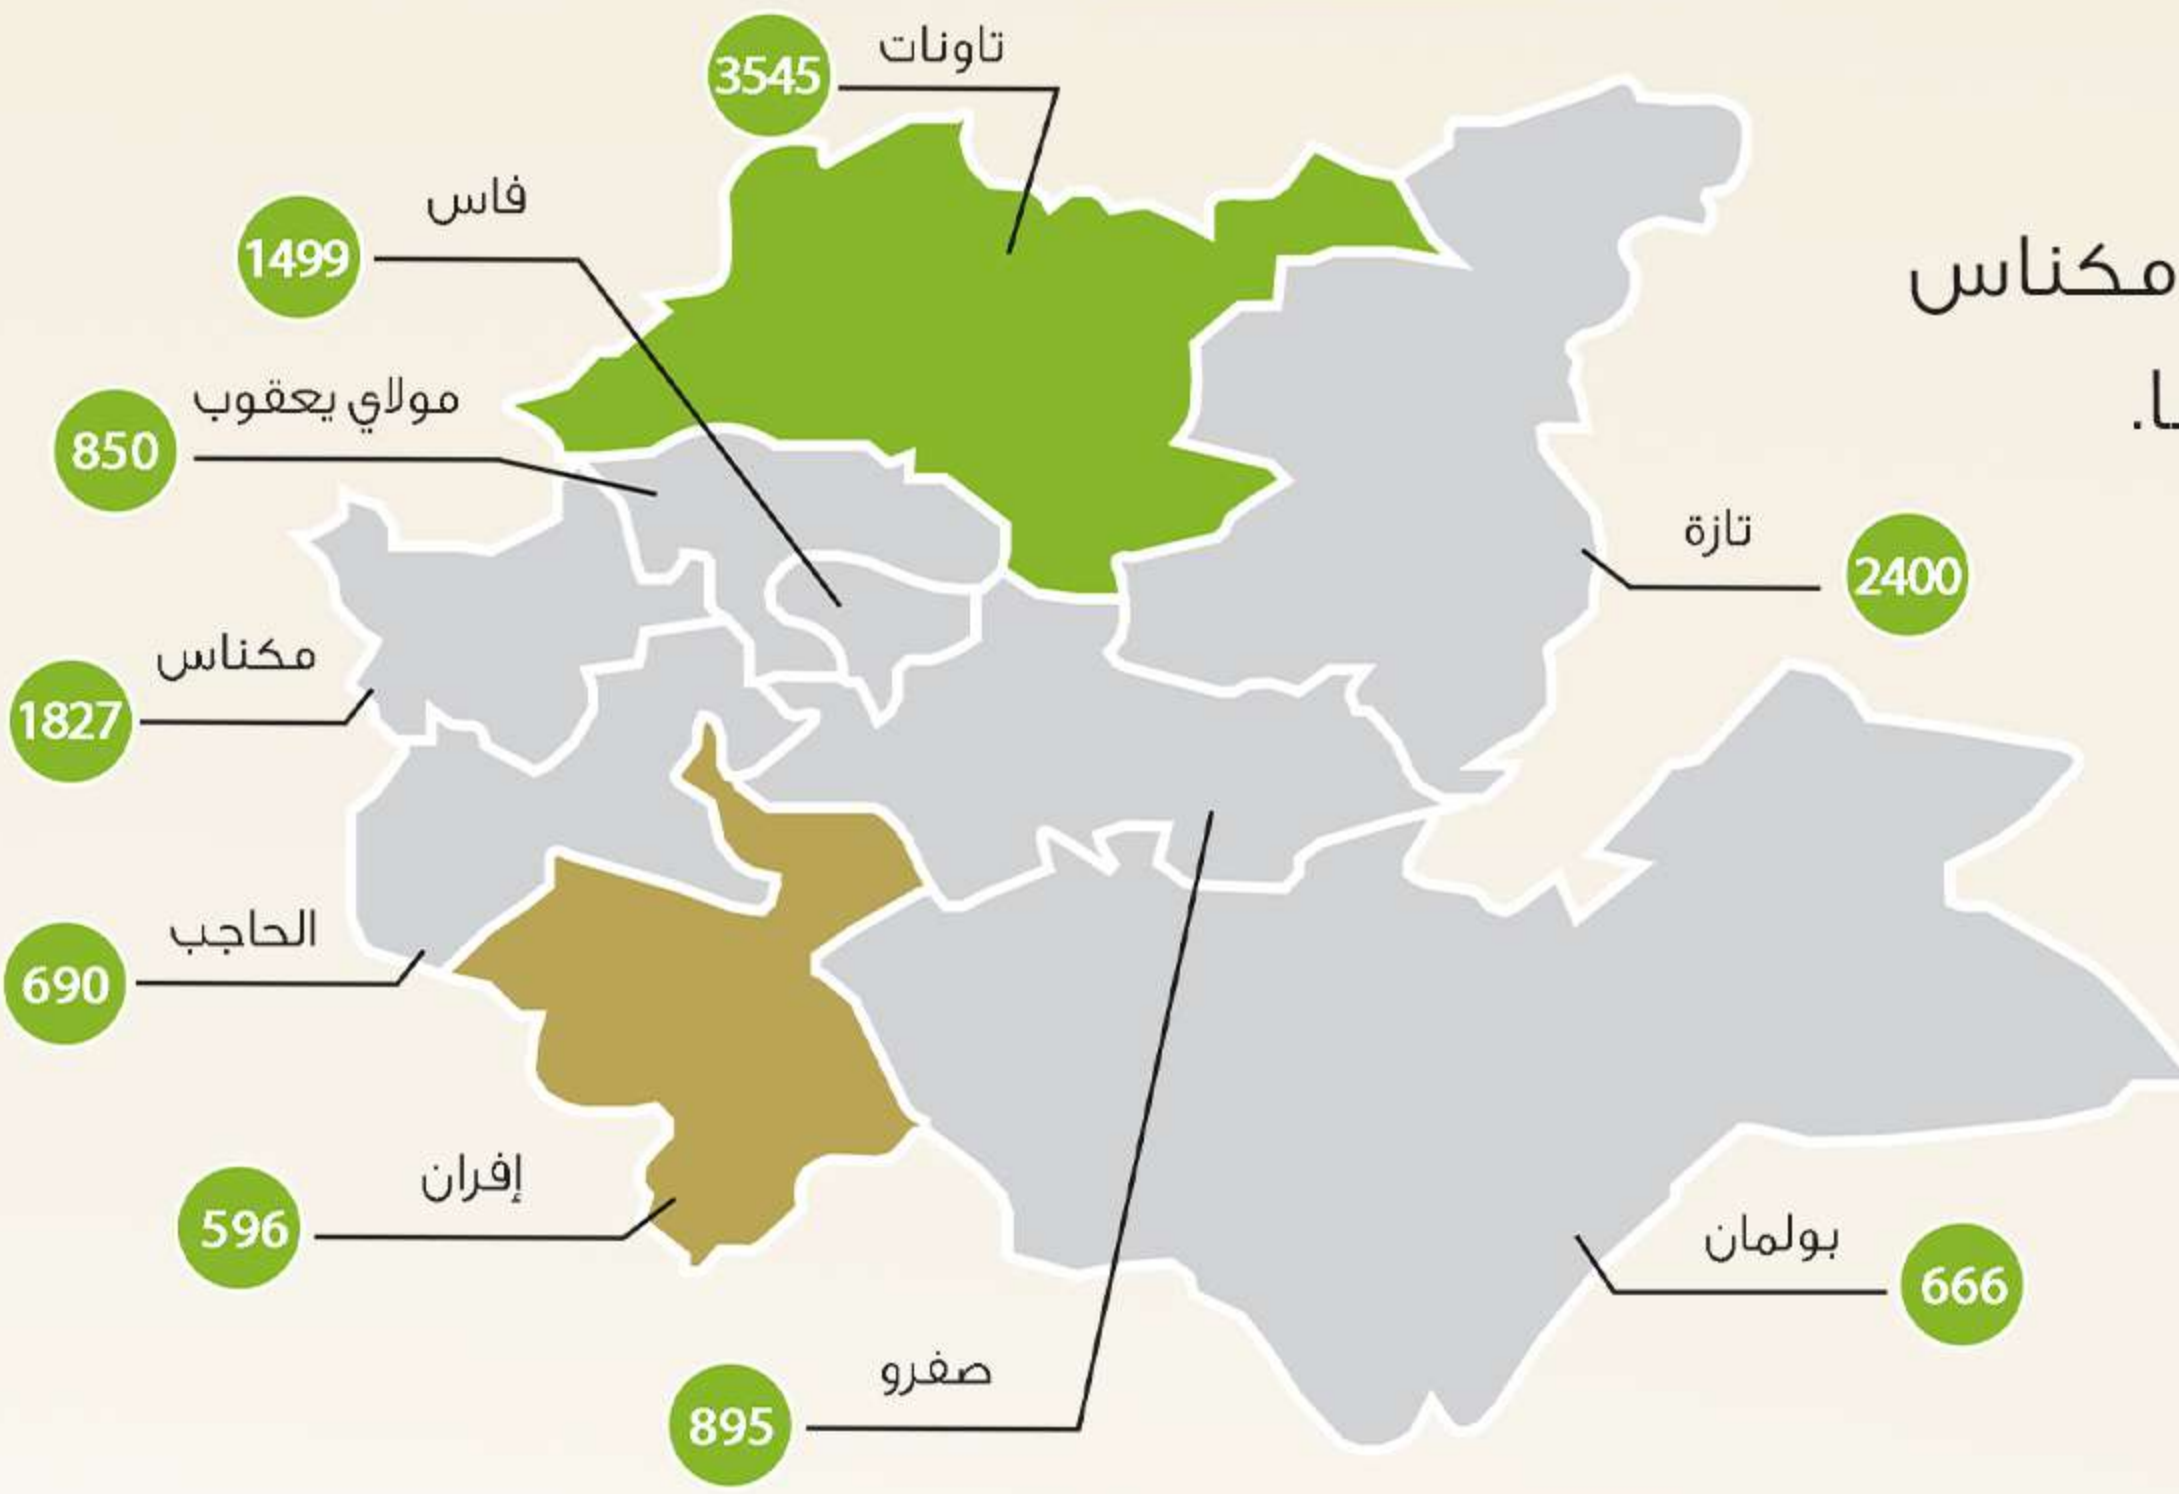 تاونات
3545
فاس
1499
مكناس
مولاي يعقوب
850
تازة
2400
مكناس
1827
الحاجب
690
إفران
596
بولمان
666
صفرو
895